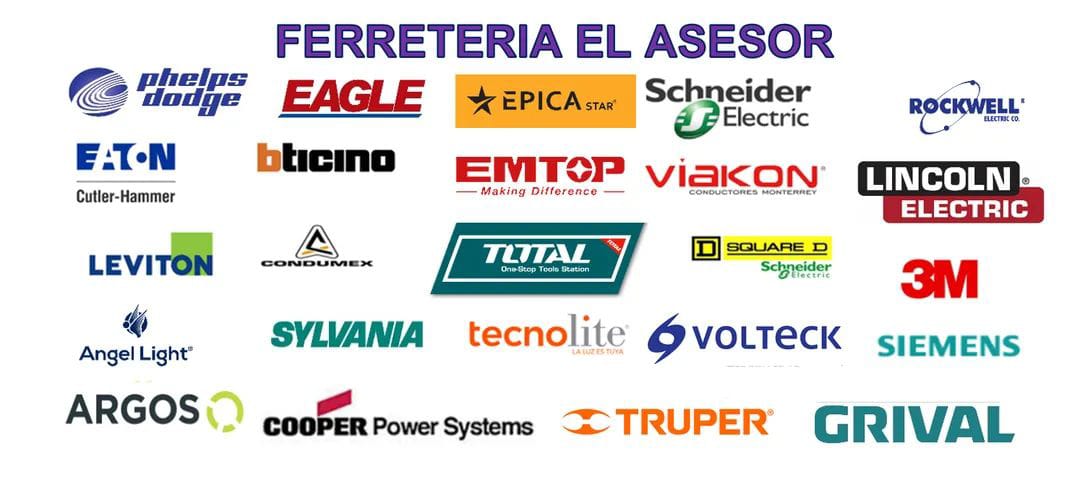 FERRETERIA EL ASESOR
phelps
dodge
EAGLE
EPICA STAR®
Schneider
Electric
ROCKWELL®
ELECTRIC CO.
EATON
Cutler-Hammer
bticino
EMTOP
Making Difference
VIAKON®
CONDUCTORES MONTERREY
LINCOLN®
ELECTRIC
LEVITON
CONDUMEX
TOTAL
One-Stop Tools Station
TOTAL
D SQUARE D
Schneider
Electric
3M
Angel Light®
SYLVANIA
tecnolite®
LA LUZ ES TUYA
VOLTECK
SIEMENS
ARGOS
COOPER Power Systems
TRUPER®
GRIVAL